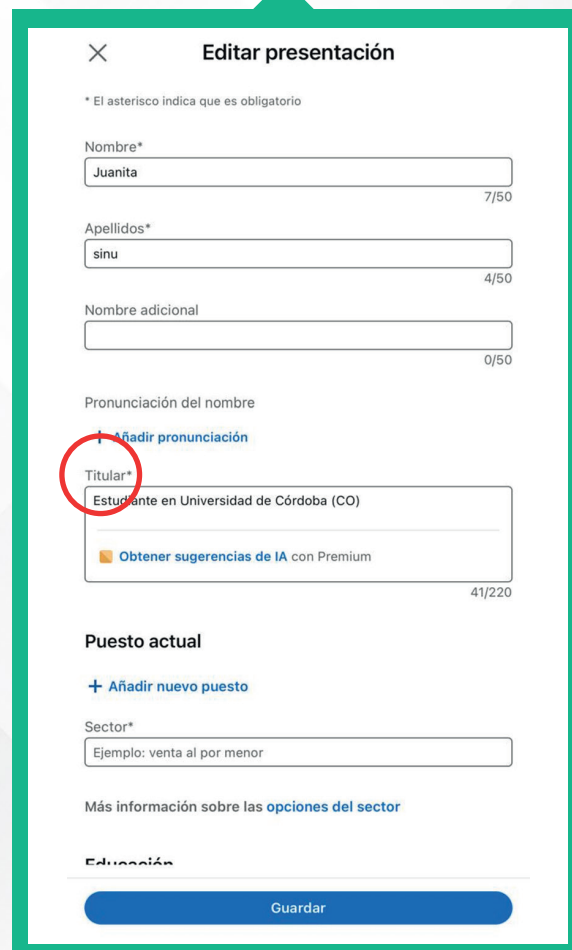 Editar presentación
* El asterisco indica que es obligatorio
Nombre*
Juanita
7/50
Apellidos*
sinu
4/50
Nombre adicional
0/50
Pronunciación del nombre
+ Añadir pronunciación
Titular*
Estudiante en Universidad de Córdoba (CO)
Obtener sugerencias de IA con Premium
41/220
Puesto actual
+ Añadir nuevo puesto
Sector*
Ejemplo: venta al por menor
Más información sobre las opciones del sector
Educación
Guardar